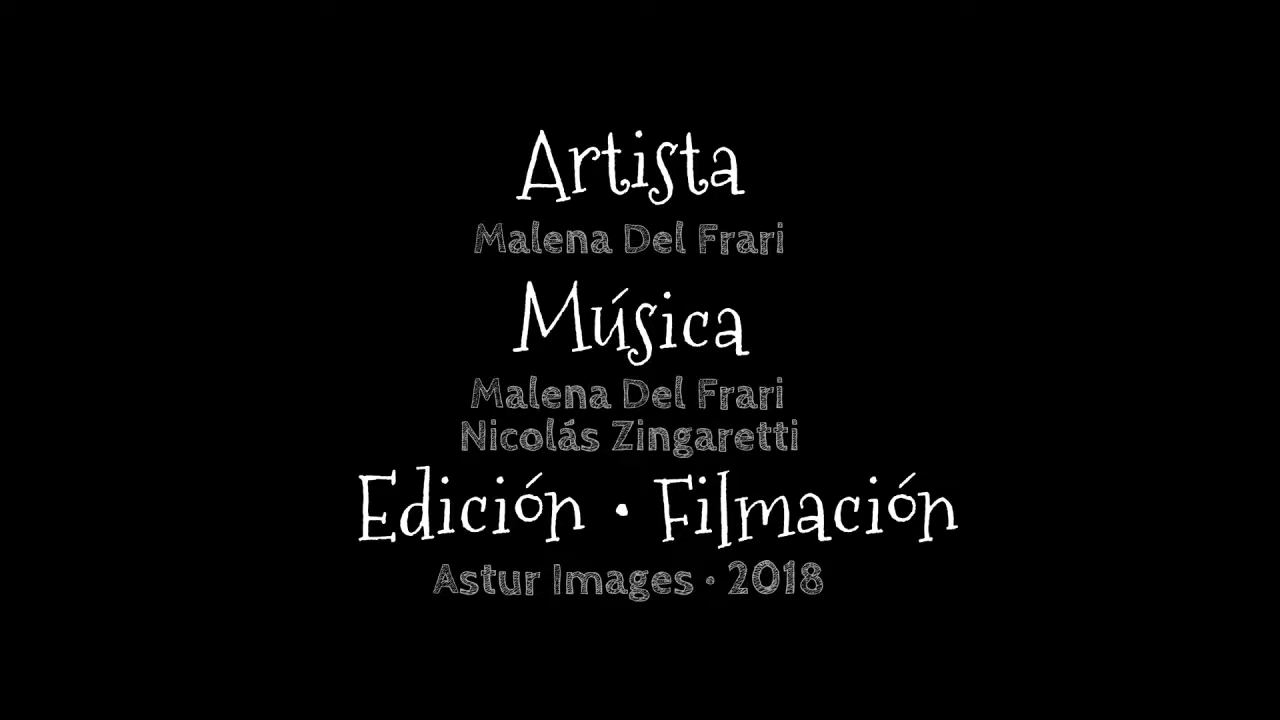 Artista
Malena Del Frari
Música
Malena Del Frari
Nicolás Zingaretti
Edición • Filmación
Astur Images • 2018